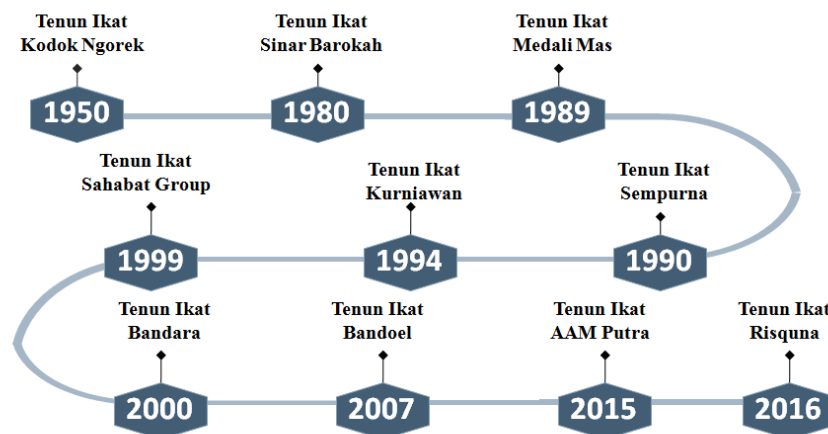 Tenun Ikat
Kodok Ngorek
1950
Tenun Ikat
Sinar Barokah
1980
Tenun Ikat
Medali Mas
1989
Tenun Ikat
Sempurna
1990
Tenun Ikat
Kurniawan
1994
Tenun Ikat
Sahabat Group
1999
Tenun Ikat
Bandara
2000
Tenun Ikat
Bandoel
2007
Tenun Ikat
AAM Putra
2015
Tenun Ikat
Risquna
2016